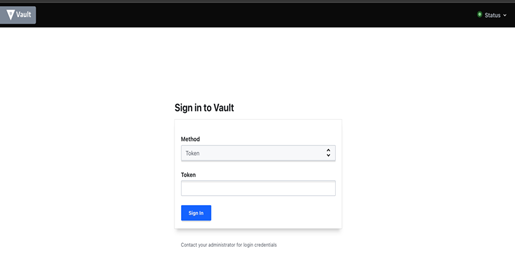 Vault
Status
Sign in to Vault
Method
Token
Token
Sign In
Contact your administrator for login credentials